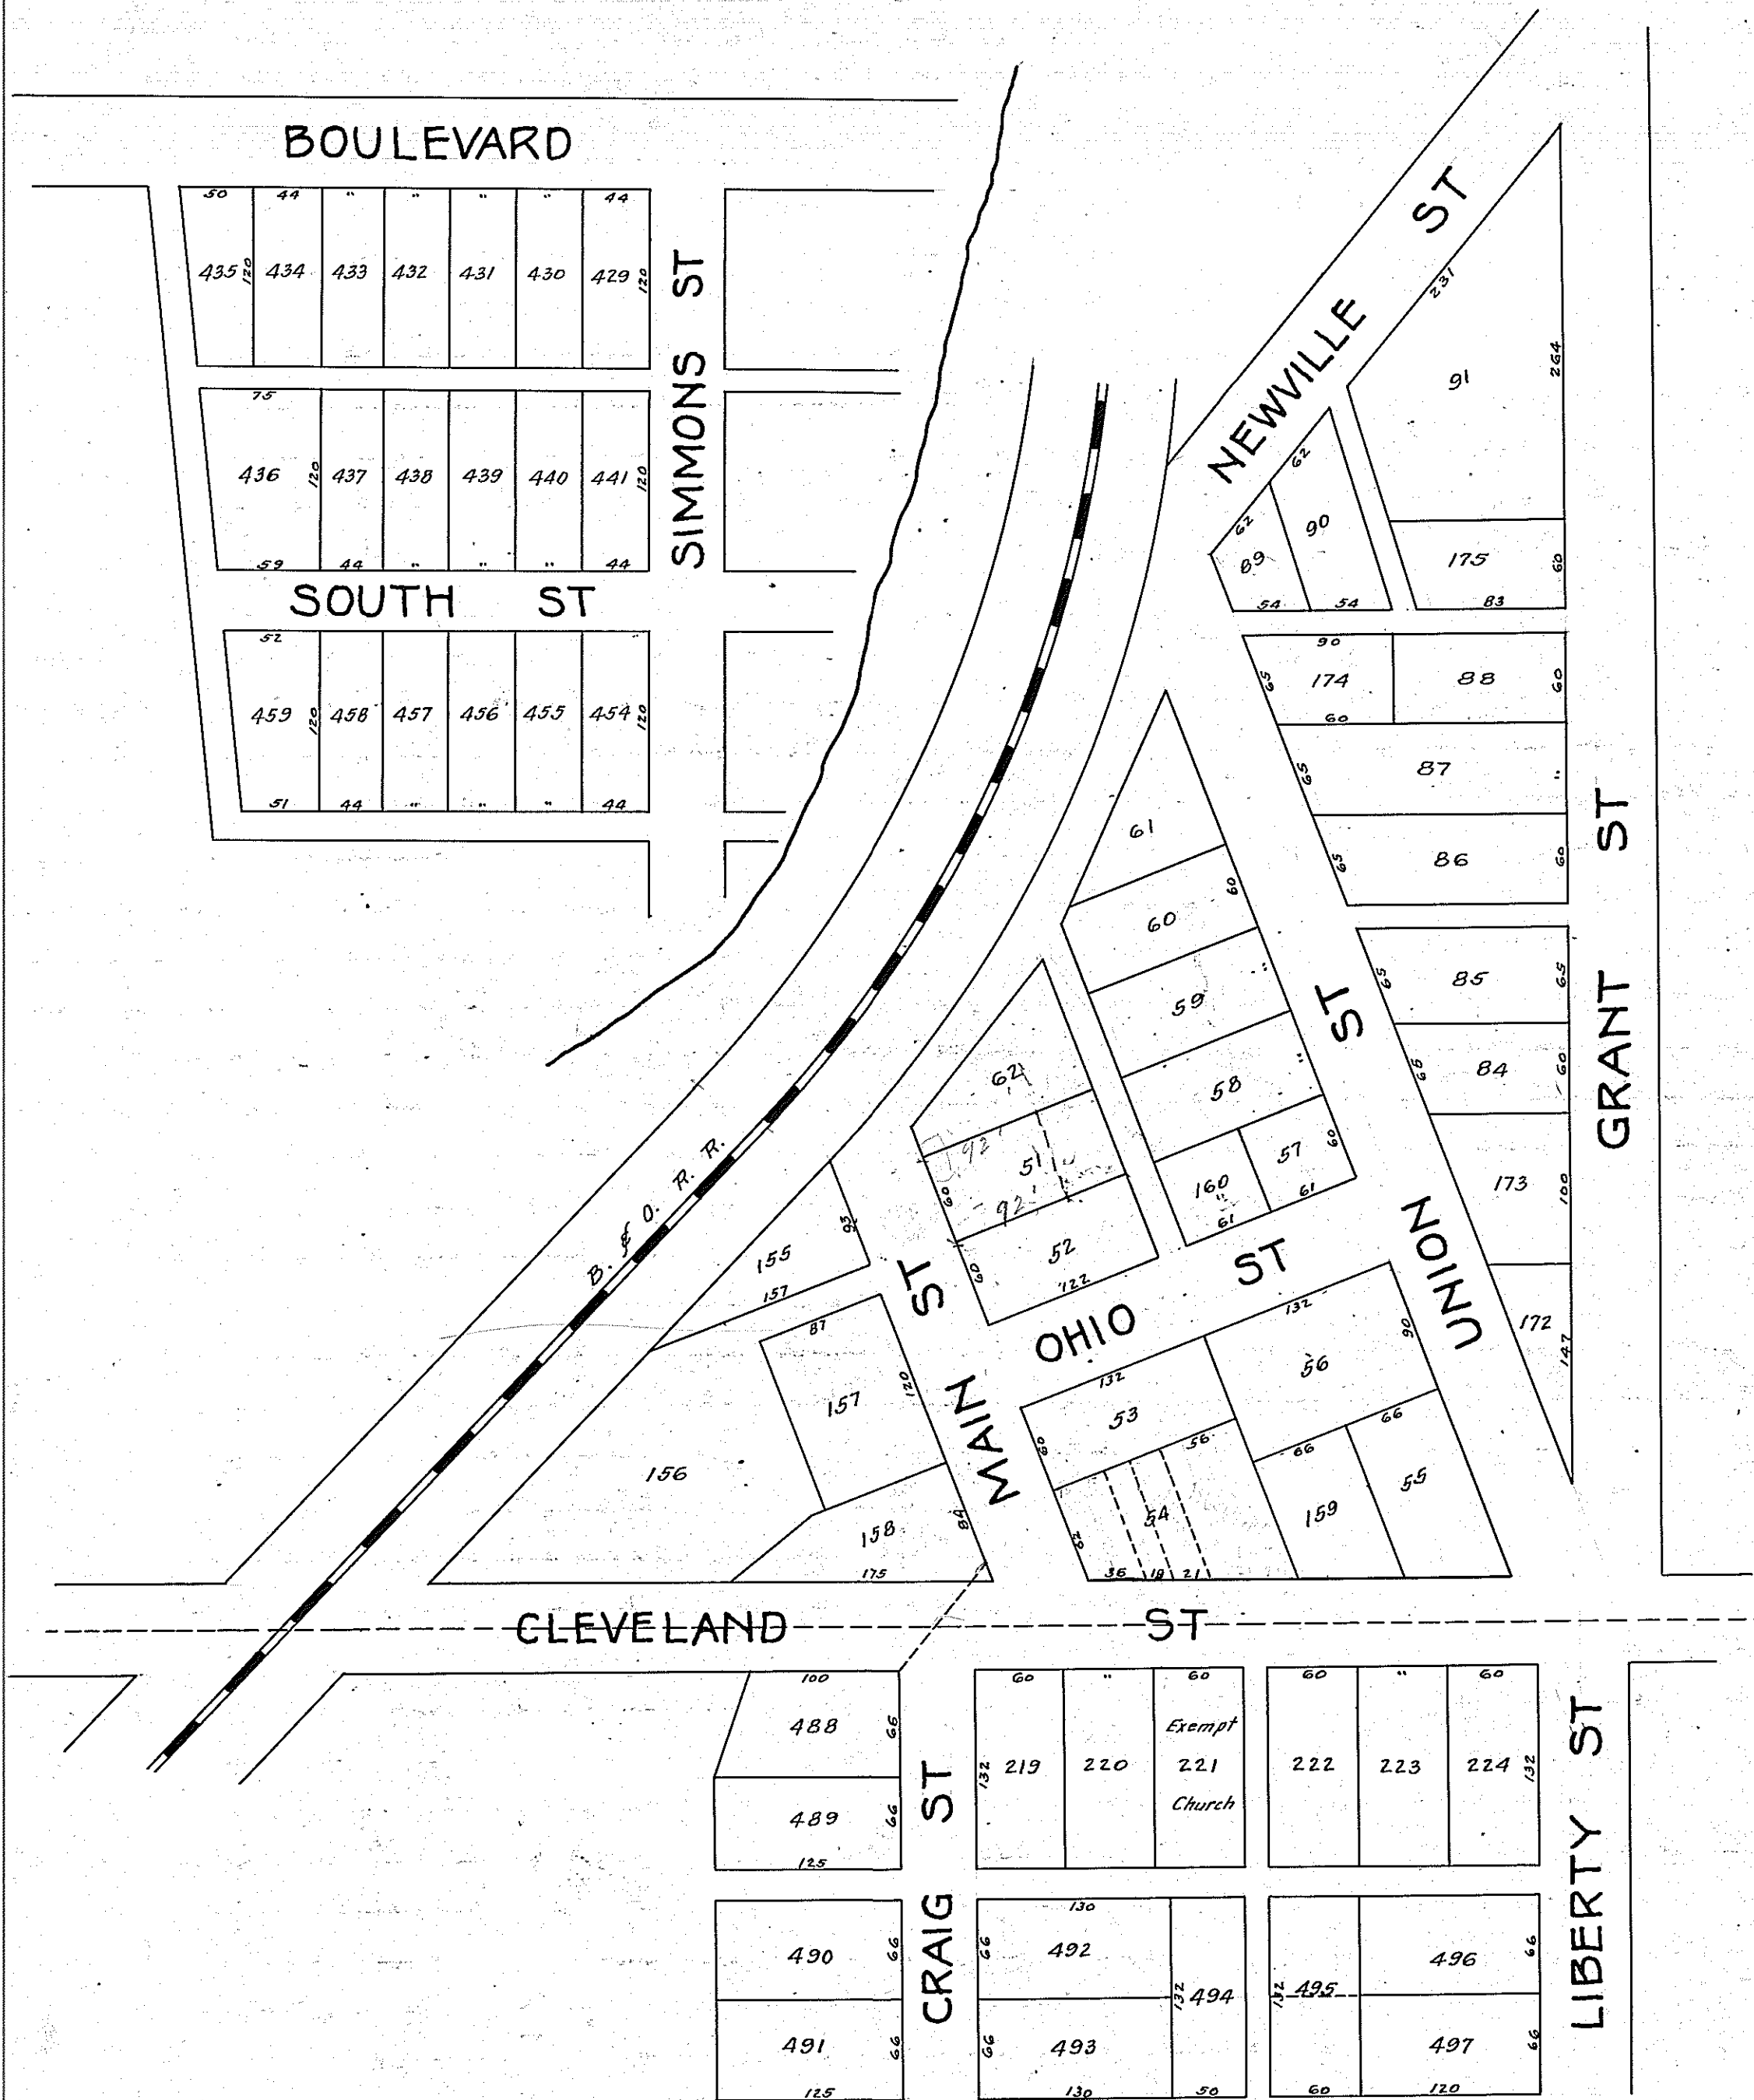 BOULEVARD
50 44 " " " " 44
435 120 434 433 432 431 430 429 120
SIMMONS ST
75
436 120 437 438 439 440 441 120
59 44 " " " 44
SOUTH ST
52
459 120 458 457 456 455 454 120
51 44 " " " 44
NEWVILLE ST
231
91
264
62
90
62
89
54 54
175
60
83
90
65 174 88 60
60
65 87 "
65 86 60
GRANT ST
65 85 65
65 84 60
173 100
172 147
UNION ST
61
60 60
59 "
58 "
57 60
61
160
"
61
62
92'
51
60
92'
52
60
122
B. & O. R. R.
155
93
157
MAIN ST
OHIO ST
87
157
120
156
158
84
175
132
132
53
60
56
90
56
66
66
54
62
36 18 21
159
55
CLEVELAND ST
100
488 66
489 66
125
CRAIG ST
60 " 60
132 219 220
Exempt
221
Church
60 " 60
222 223 224 132
LIBERTY ST
490 66
491 66
125
130
66 492
132 494
66 493
130 50
132 495
496 66
497 66
60 120